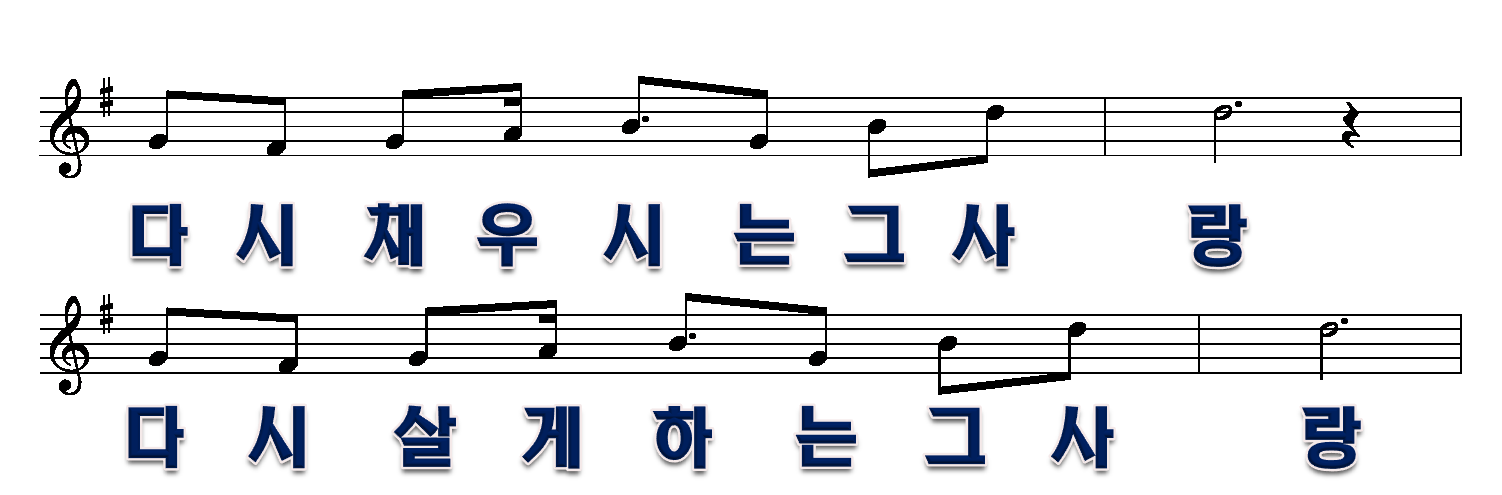 다 시 채 우 시 는 그 사 랑
다 시 살 게 하 는 그 사 랑